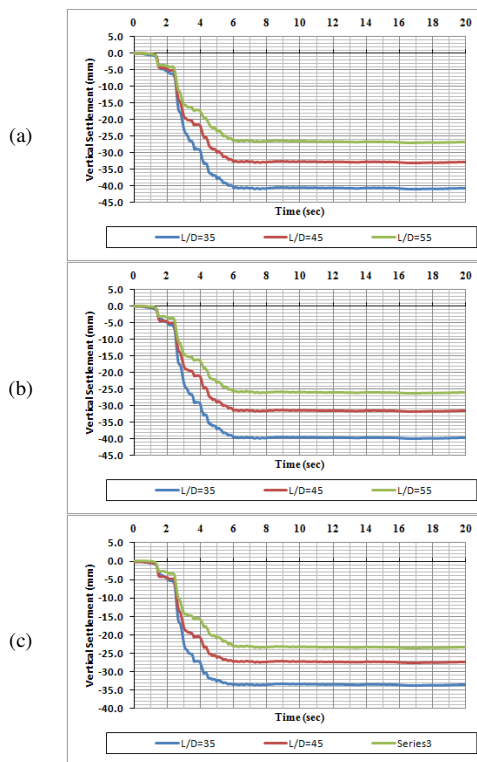 (a)
0 2 4 6 8 10 12 14 16 18 20
5.0
0.0
-5.0
-10.0
-15.0
-20.0
-25.0
-30.0
-35.0
-40.0
-45.0
Vertical Settlement (mm)
Time (sec)
L/D=35 L/D=45 L/D=55
(b)
0 2 4 6 8 10 12 14 16 18 20
5.0
0.0
-5.0
-10.0
-15.0
-20.0
-25.0
-30.0
-35.0
-40.0
-45.0
Vertical Settlement (mm)
Time (sec)
L/D=35 L/D=45 L/D=55
(c)
0 2 4 6 8 10 12 14 16 18 20
5.0
0.0
-5.0
-10.0
-15.0
-20.0
-25.0
-30.0
-35.0
-40.0
Vertical Settlement (mm)
Time (sec)
L/D=35 L/D=45 Series3